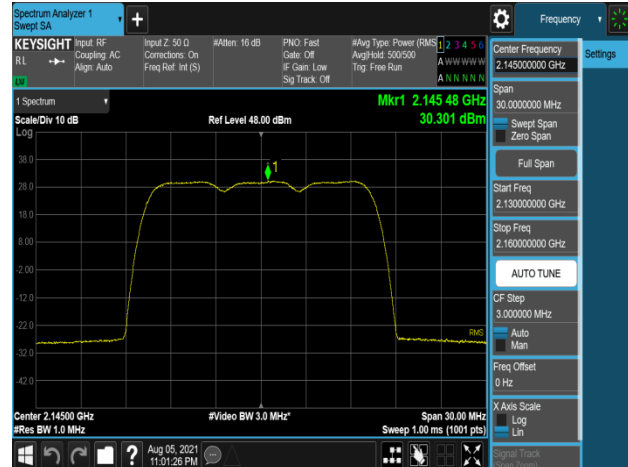 Spectrum Analyzer 1
Swept SA
+
Frequency
KEYSIGHT
RL
LV
Input: RF
Coupling: AC
Align: Auto
Input Z: 50 Ω
Corrections: On
Freq Ref: Int (S)
#Atten: 16 dB
PNO: Fast
Gate: Off
IF Gain: Low
Sig Track: Off
#Avg Type: Power (RMS
Avg|Hold: 500/500
Trig: Free Run
1 2 3 4 5 6
A W W W W W
A N N N N N
1 Spectrum
Scale/Div 10 dB
Log
Ref Level 48.00 dBm
Mkr1 2.145 48 GHz
30.301 dBm
38.0
28.0
18.0
8.00
-2.00
-12.0
-22.0
-32.0
-42.0
1
RMS
Center 2.14500 GHz
#Res BW 1.0 MHz
#Video BW 3.0 MHz*
Span 30.00 MHz
Sweep 1.00 ms (1001 pts)
Center Frequency
2.145000000 GHz
Settings
Span
30.0000000 MHz
Swept Span
Zero Span
Full Span
Start Freq
2.130000000 GHz
Stop Freq
2.160000000 GHz
AUTO TUNE
CF Step
3.000000 MHz
Auto
Man
Freq Offset
0 Hz
X Axis Scale
Log
Lin
Signal Track
(Span Zoom)
?
Aug 05, 2021
11:01:26 PM